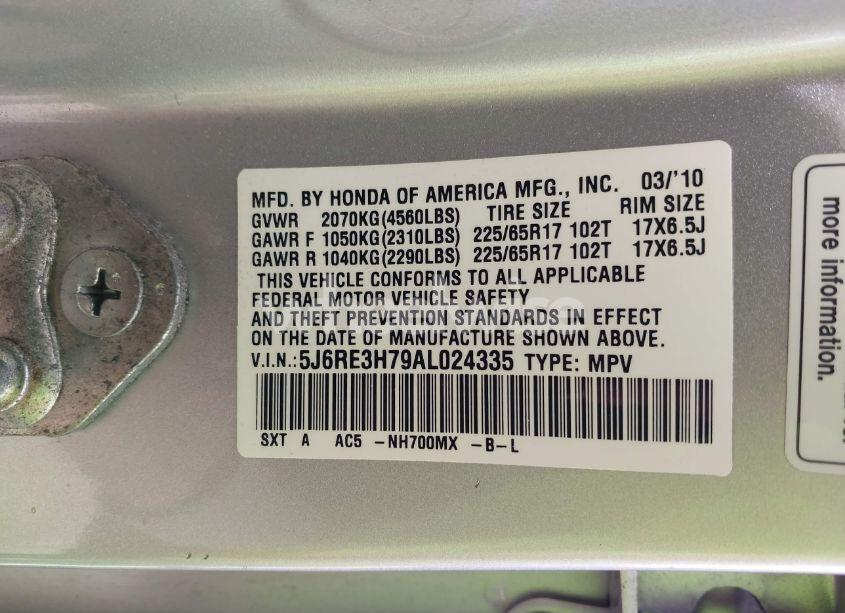 MFD. BY HONDA OF AMERICA MFG., INC. 03/'10
GVWR 2070KG(4560LBS) TIRE SIZE RIM SIZE
GAWR F 1050KG(2310LBS) 225/65R17 102T 17X6.5J
GAWR R 1040KG(2290LBS) 225/65R17 102T 17X6.5J
THIS VEHICLE CONFORMS TO ALL APPLICABLE
FEDERAL MOTOR VEHICLE SAFETY
AND THEFT PREVENTION STANDARDS IN EFFECT
ON THE DATE OF MANUFACTURE SHOWN ABOVE.
V.I.N.: 5J6RE3H79AL024335 TYPE: MPV
SXT A AC5 -NH700MX -B-L
more information.